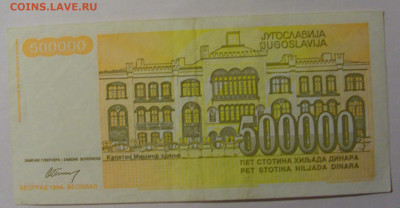 COINS.LAVE.RU
500000
ЈУГОСЛАВИЈА
JUGOSLAVIJA
500000
ПЕТ СТОТИНА ХИЉАДА ДИНАРА
PET STOTINA HILJADA DINARA
БЕОГРАД 1994. BEOGRAD